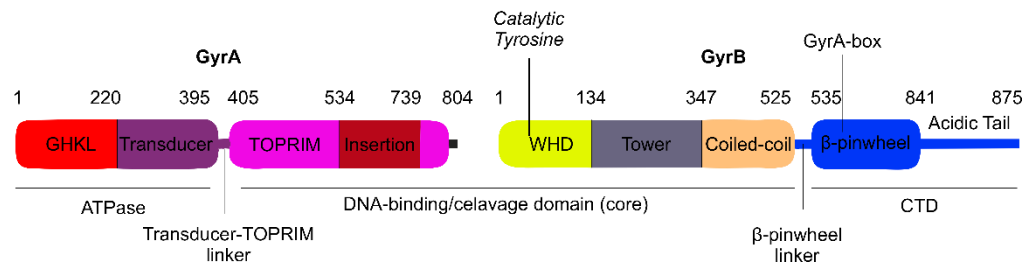 Catalytic
Tyrosine
GyrA-box
GyrA
GyrB
1 220 395 405 534 739 804 1 134 347 525 535 841 875
Acidic Tail
GHKL Transducer TOPRIM Insertion WHD Tower Coiled-coil β-pinwheel
ATPase
DNA-binding/celavage domain (core)
CTD
Transducer-TOPRIM
linker
β-pinwheel
linker